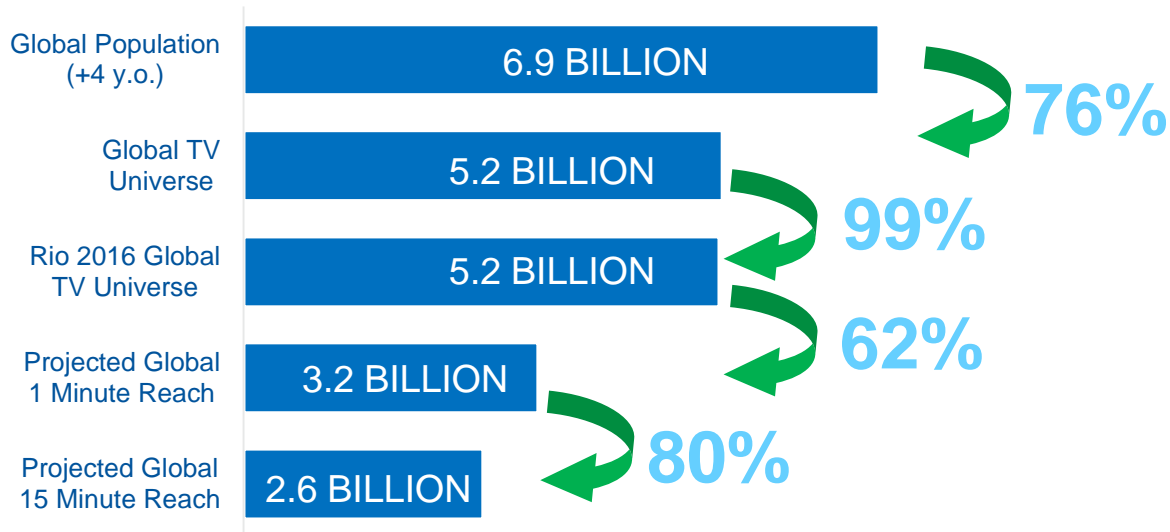 Global Population
(+4 y.o.)
6.9 BILLION
76%
Global TV
Universe
5.2 BILLION
99%
Rio 2016 Global
TV Universe
5.2 BILLION
62%
Projected Global
1 Minute Reach
3.2 BILLION
80%
Projected Global
15 Minute Reach
2.6 BILLION